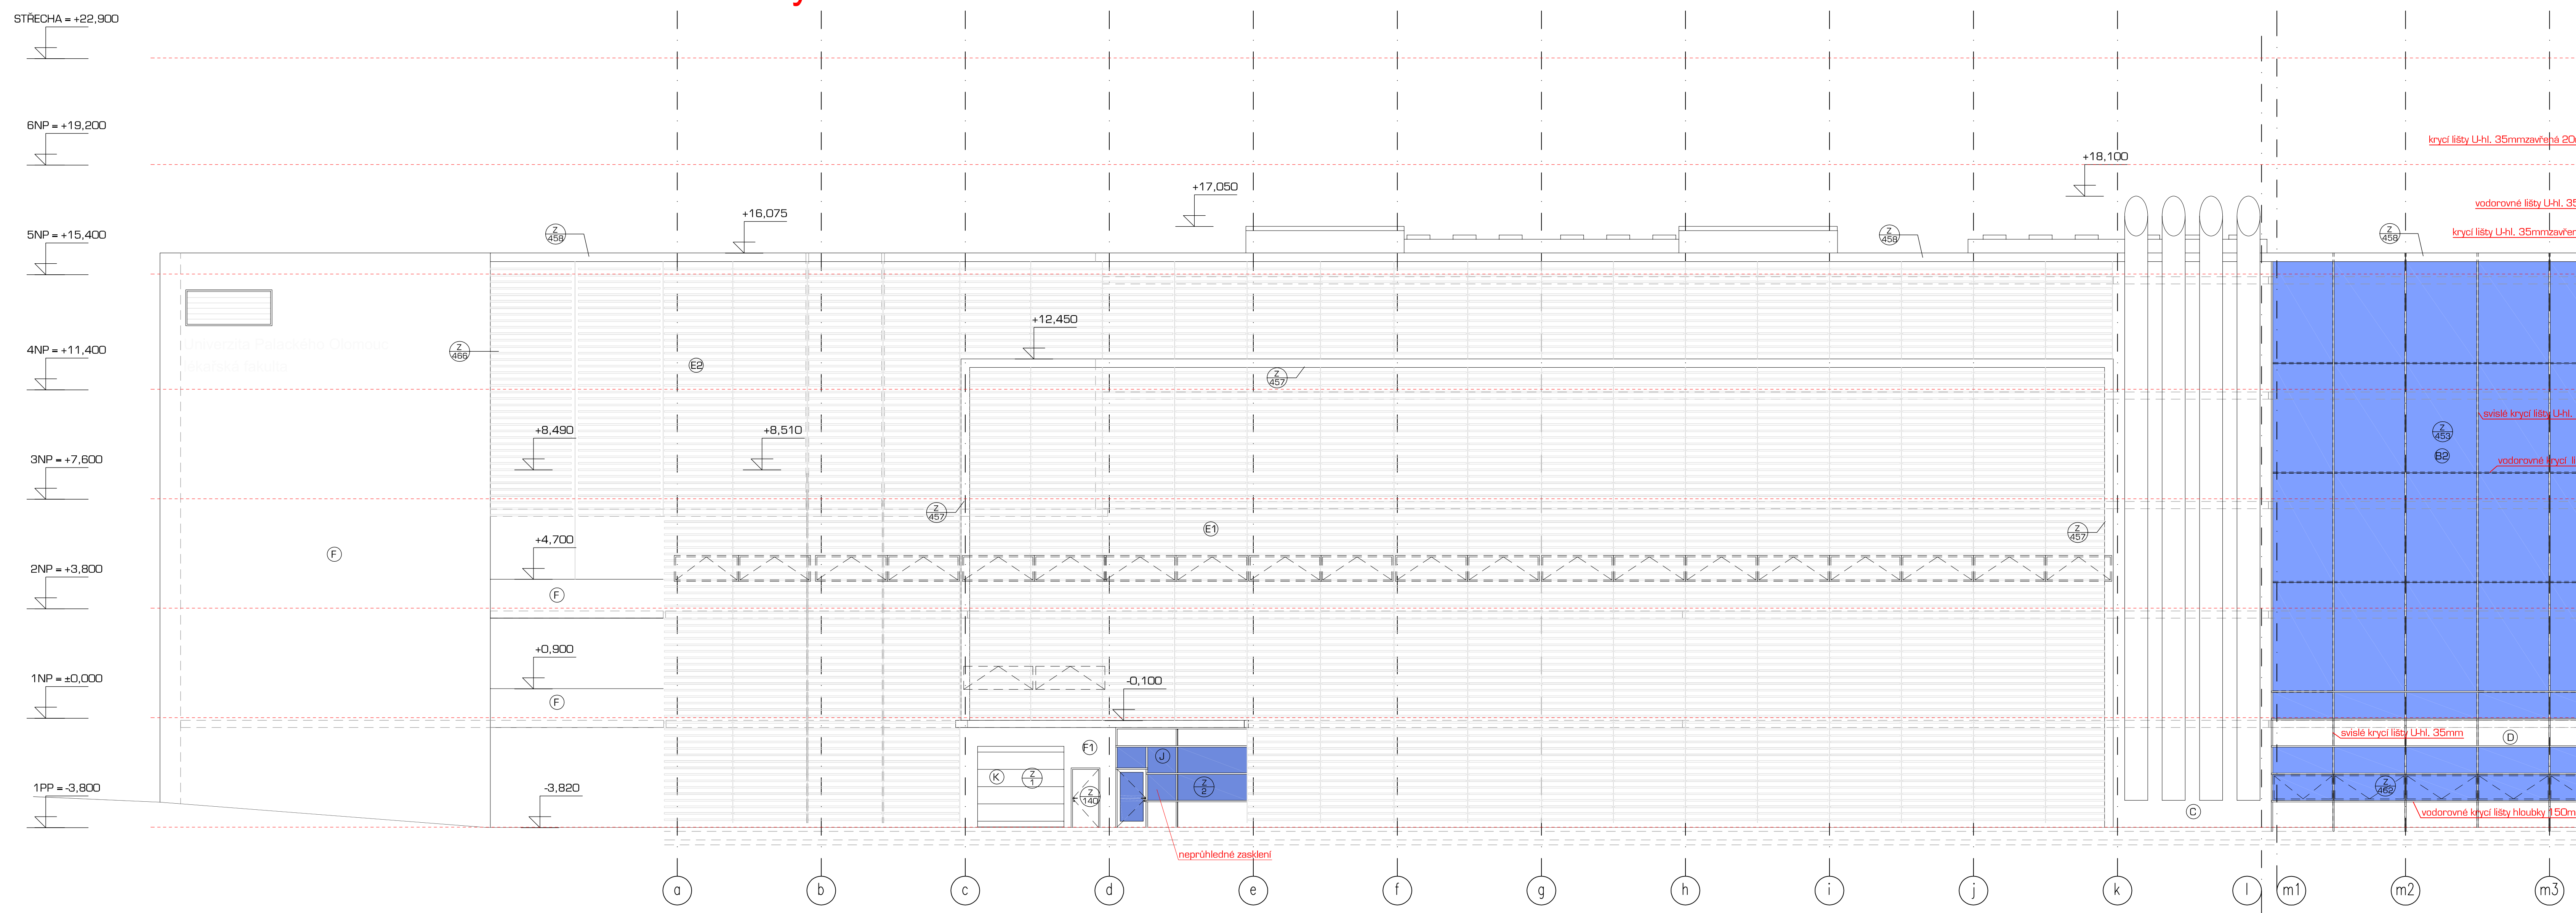 STŘECHA = +22,900
6NP = +19,200
krycí lišty U-hl. 35mmzavřená 20
+18,100
+17,050
vodorovné lišty U-hl. 35
+16,075
5NP = +15,400
Z
458
Z
458
Z
458
krycí lišty U-hl. 35mmzavře
+12,450
4NP = +11,400
Z
466
E2
Z
457
svislé krycí lišty U-hl.
+8,490
+8,510
Z
453
B2
3NP = +7,600
vodorovné krycí li
Z
457
E1
Z
457
+4,700
F
2NP = +3,800
F
+0,900
1NP = ±0,000
-0,100
F
svislé krycí lišty U-hl. 35mm
D
F1
J
K
Z
1
Z
140
Z
2
Z
462
1PP = -3,800
-3,820
C
vodorovné krycí lišty hloubky 150m
neprůhledné zasklení
a
b
c
d
e
f
g
h
i
j
k
l
m1
m2
m3